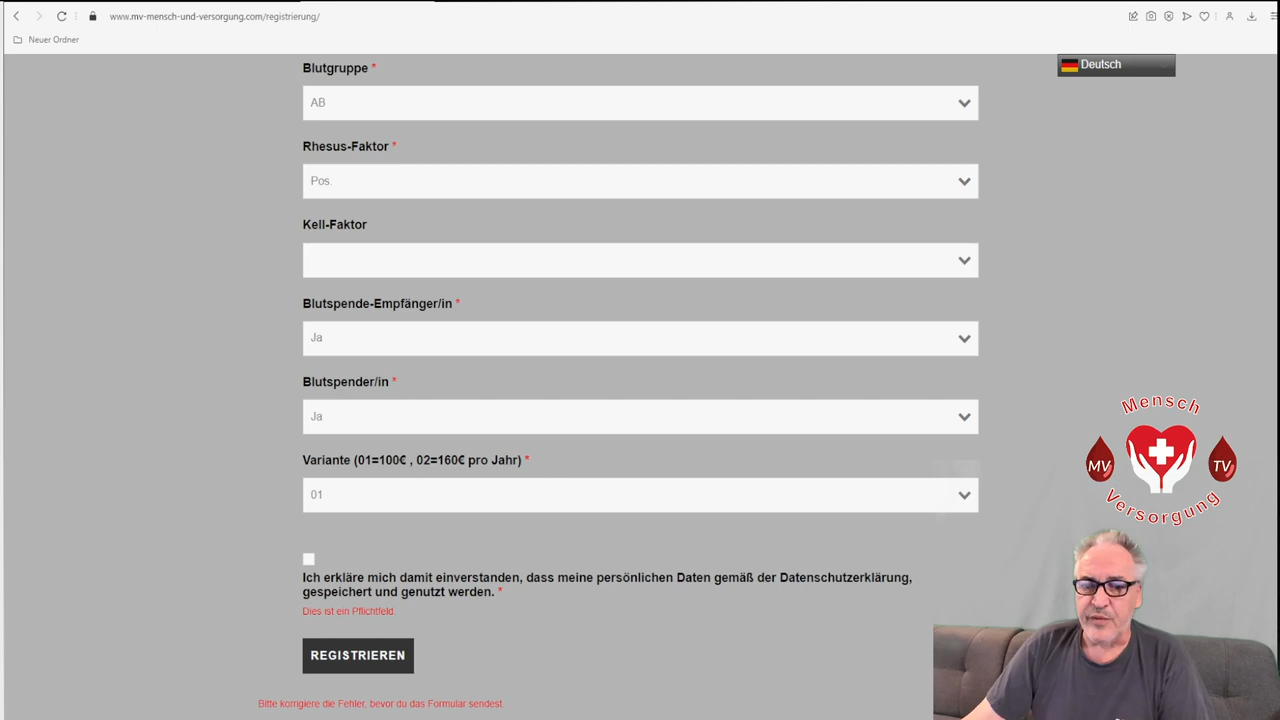 www.mv-mensch-und-versorgung.com/registrierung/
Neuer Ordner
Deutsch
Blutgruppe *
AB
Rhesus-Faktor *
Pos.
Kell-Faktor
Blutspende-Empfänger/in *
Ja
Blutspender/in *
Ja
Variante (01=100€ , 02=160€ pro Jahr) *
01
Ich erkläre mich damit einverstanden, dass meine persönlichen Daten gemäß der Datenschutzerklärung,
gespeichert und genutzt werden. *
Dies ist ein Pflichtfeld.
REGISTRIEREN
Bitte korrigiere die Fehler, bevor du das Formular sendest.
Mensch
MV
TV
Versorgung